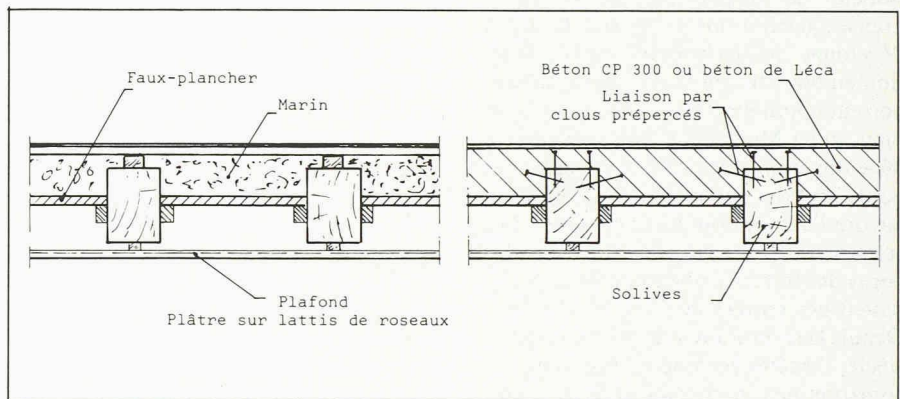 Faux-plancher
Marin
Plafond
Plâtre sur lattis de roseaux
Béton CP 300 ou béton de Léca
Liaison par
clous prépercés
Solives